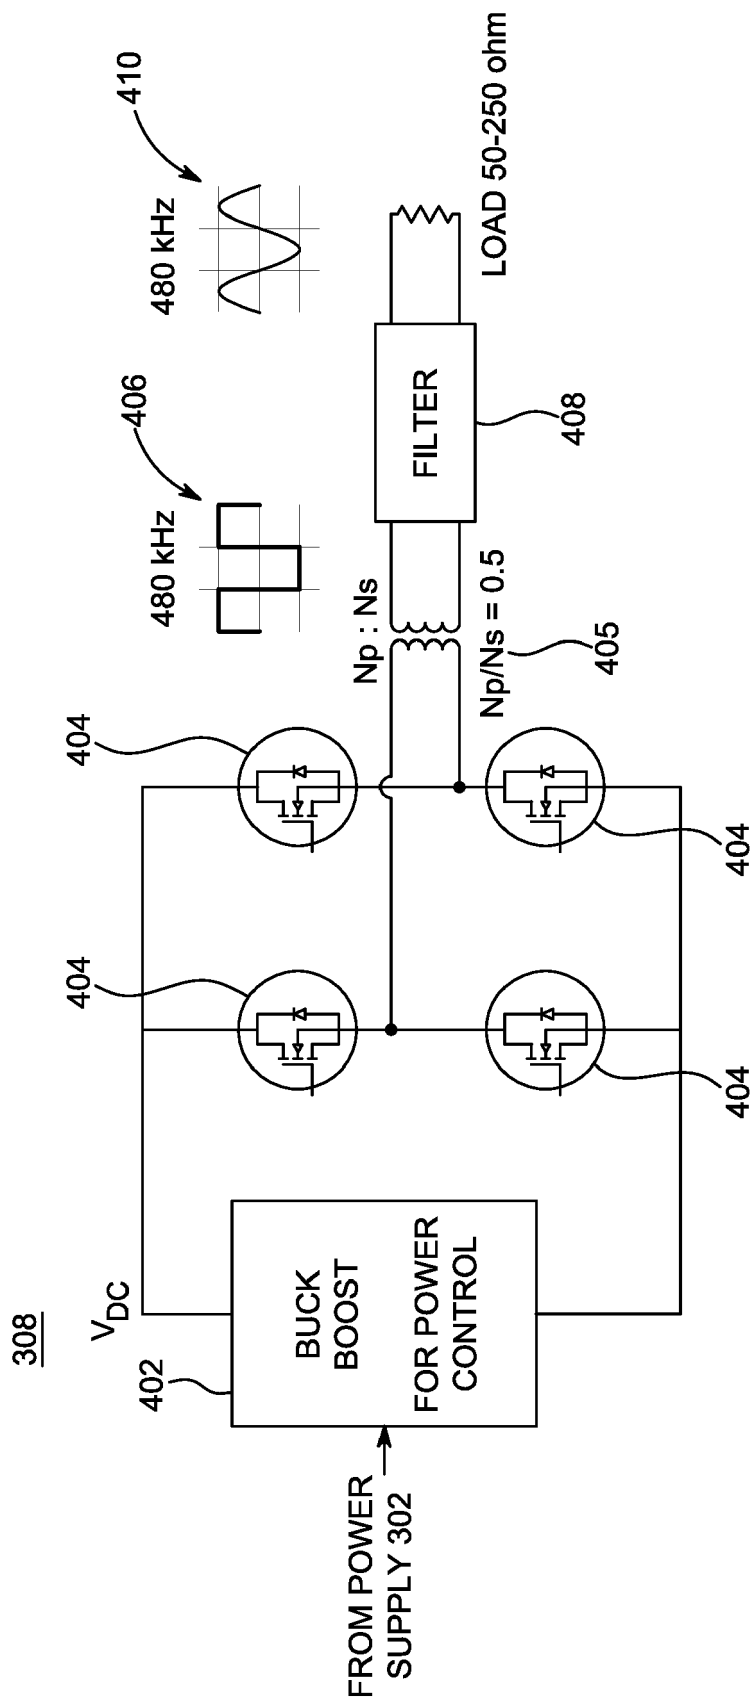 308
V_DC
402
BUCK
BOOST
FOR POWER
CONTROL
FROM POWER
SUPPLY 302
404
404
404
404
Np : Ns
Np/Ns = 0.5
405
480 kHz
406
FILTER
408
480 kHz
410
LOAD 50-250 ohm